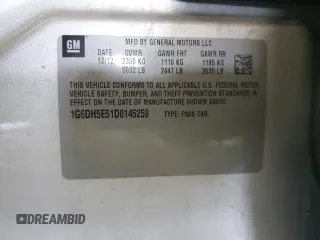 GM
MFD BY GENERAL MOTORS LLC
DATE GVWR GAWR FRT GAWR RR
12/12 2305 KG 1110 KG 1195 KG
5082 LB 2447 LB 2635 LB
THIS VEHICLE CONFORMS TO ALL APPLICABLE U.S. FEDERAL MOTOR
VEHICLE SAFETY, BUMPER, AND THEFT PREVENTION STANDARDS IN
EFFECT ON THE DATE OF MANUFACTURE SHOWN ABOVE.
1G6DH5E51D0145259 TYPE: PASS CAR
©DREAMBID